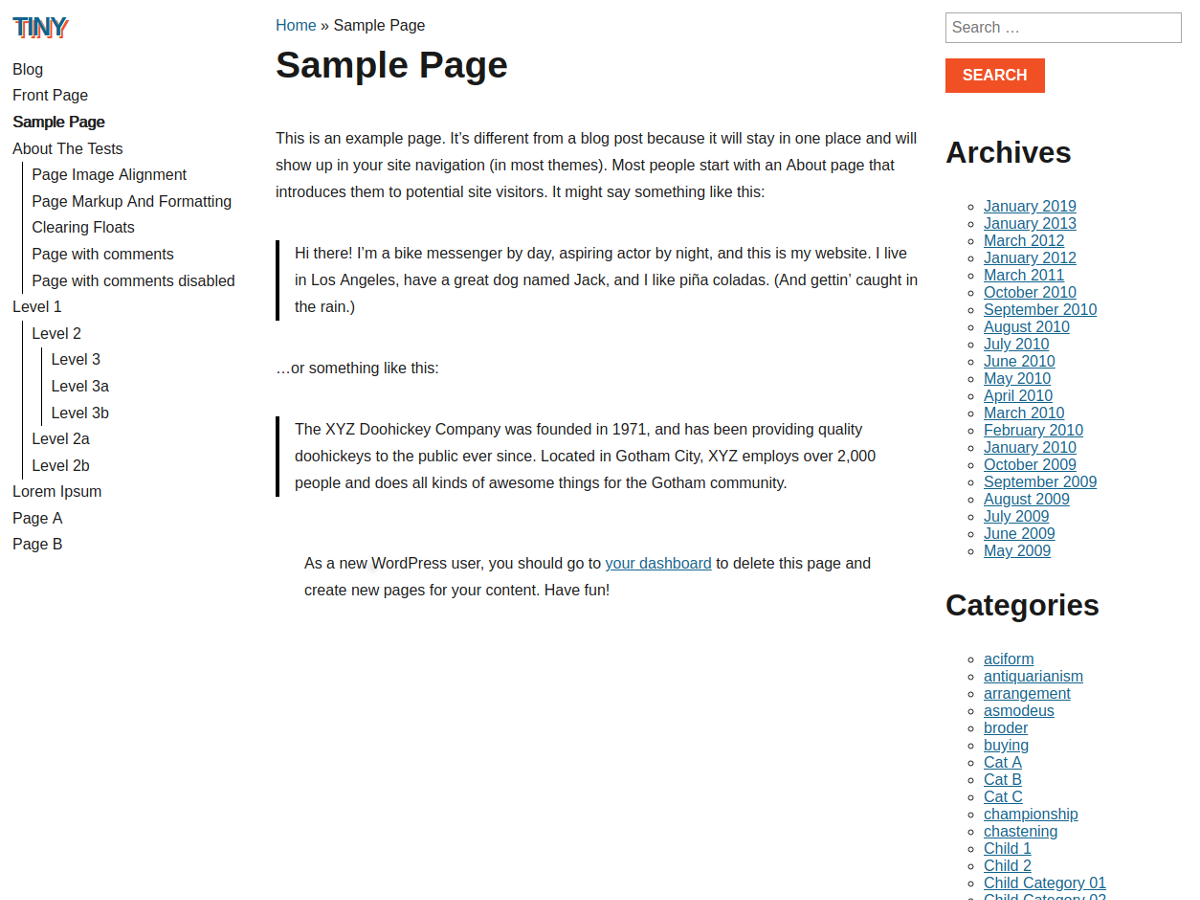 TINY
Blog
Front Page
Sample Page
About The Tests
Page Image Alignment
Page Markup And Formatting
Clearing Floats
Page with comments
Page with comments disabled
Level 1
Level 2
Level 3
Level 3a
Level 3b
Level 2a
Level 2b
Lorem Ipsum
Page A
Page B
Home » Sample Page
Sample Page
This is an example page. It’s different from a blog post because it will stay in one place and will
show up in your site navigation (in most themes). Most people start with an About page that
introduces them to potential site visitors. It might say something like this:
Hi there! I’m a bike messenger by day, aspiring actor by night, and this is my website. I live
in Los Angeles, have a great dog named Jack, and I like piña coladas. (And gettin’ caught in
the rain.)
…or something like this:
The XYZ Doohickey Company was founded in 1971, and has been providing quality
doohickeys to the public ever since. Located in Gotham City, XYZ employs over 2,000
people and does all kinds of awesome things for the Gotham community.
As a new WordPress user, you should go to your dashboard to delete this page and
create new pages for your content. Have fun!
Search …
SEARCH
Archives
January 2019
January 2013
March 2012
January 2012
March 2011
October 2010
September 2010
August 2010
July 2010
June 2010
May 2010
April 2010
March 2010
February 2010
January 2010
October 2009
September 2009
August 2009
July 2009
June 2009
May 2009
Categories
aciform
antiquarianism
arrangement
asmodeus
broder
buying
Cat A
Cat B
Cat C
championship
chastening
Child 1
Child 2
Child Category 01
Child Category 02